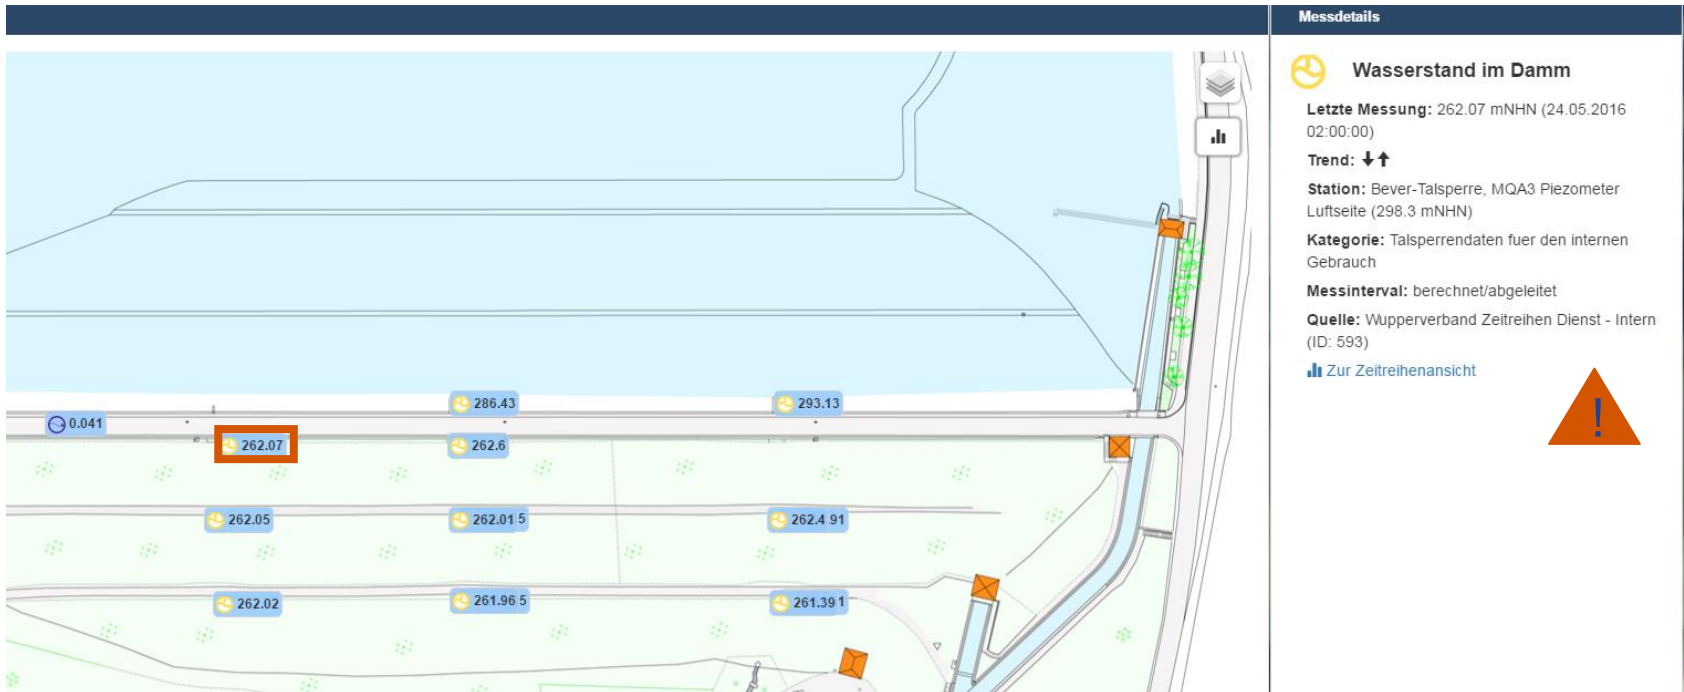 Messdetails
Wasserstand im Damm
Letzte Messung: 262.07 mNHN (24.05.2016
02:00:00)
Trend:
Station: Bever-Talsperre, MQA3 Piezometer
Luftseite (298.3 mNHN)
Kategorie: Talsperrendaten fuer den internen
Gebrauch
Messinterval: berechnet/abgeleitet
Quelle: Wupperverband Zeitreihen Dienst - Intern
(ID: 593)
Zur Zeitreihenansicht
!
286.43
293.13
0.041
262.07
262.6
262.05
262.01 5
262.4 91
262.02
261.96 5
261.39 1